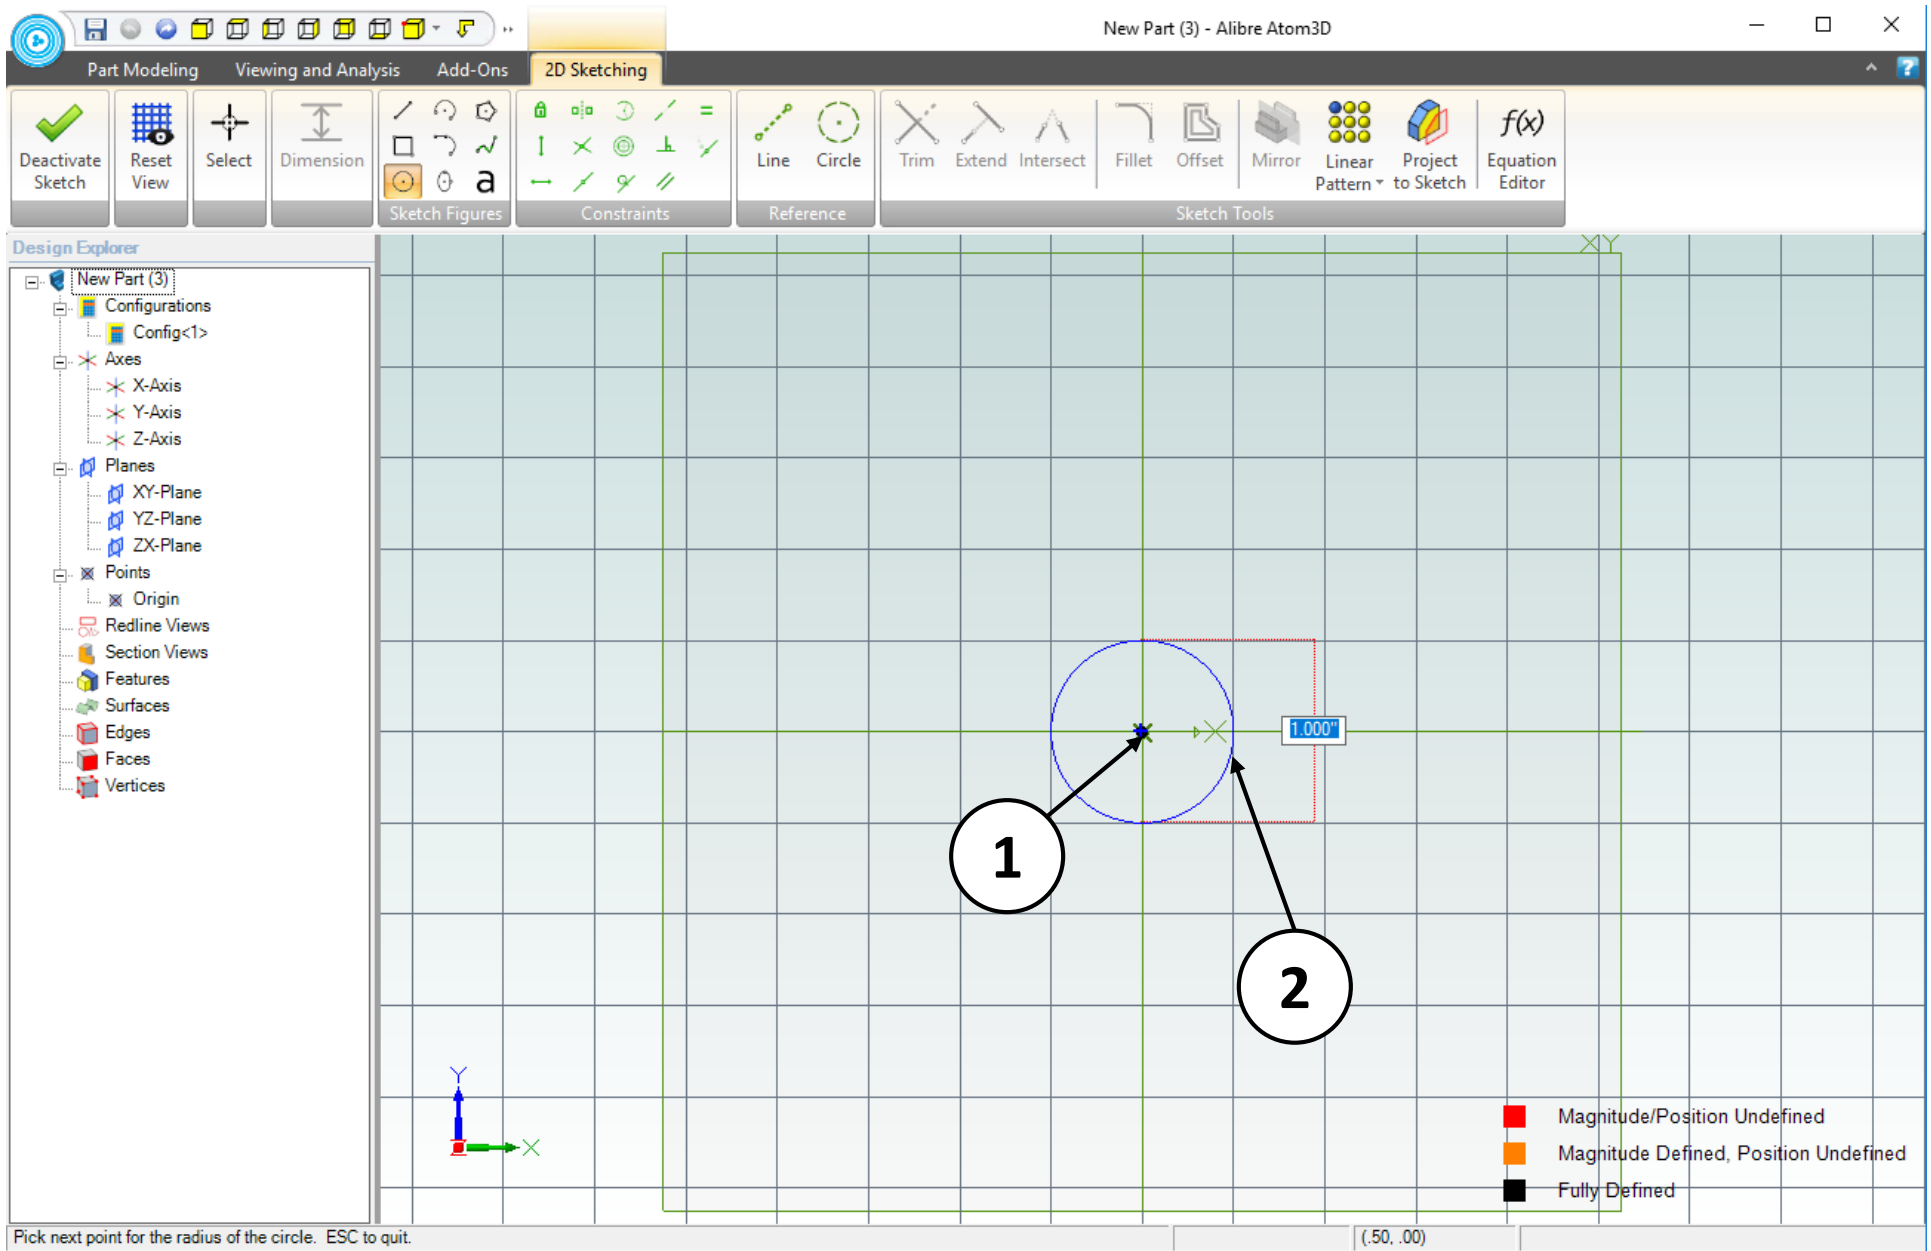 New Part (3) - Alibre Atom3D
Part Modeling Viewing and Analysis Add-Ons 2D Sketching
Deactivate Sketch
Reset View
Select
Dimension
a
Sketch Figures
Constraints
Line Circle
Reference
Trim Extend Intersect Fillet Offset Mirror
Linear Pattern
Project to Sketch
f(x)
Equation Editor
Sketch Tools
Design Explorer
New Part (3)
Configurations
Config<1>
Axes
X-Axis
Y-Axis
Z-Axis
Planes
XY-Plane
YZ-Plane
ZX-Plane
Points
Origin
Redline Views
Section Views
Features
Surfaces
Edges
Faces
Vertices
XY
X
1.000"
1
2
Y
X
Magnitude/Position Undefined
Magnitude Defined, Position Undefined
Fully Defined
Pick next point for the radius of the circle. ESC to quit.
(.50, .00)